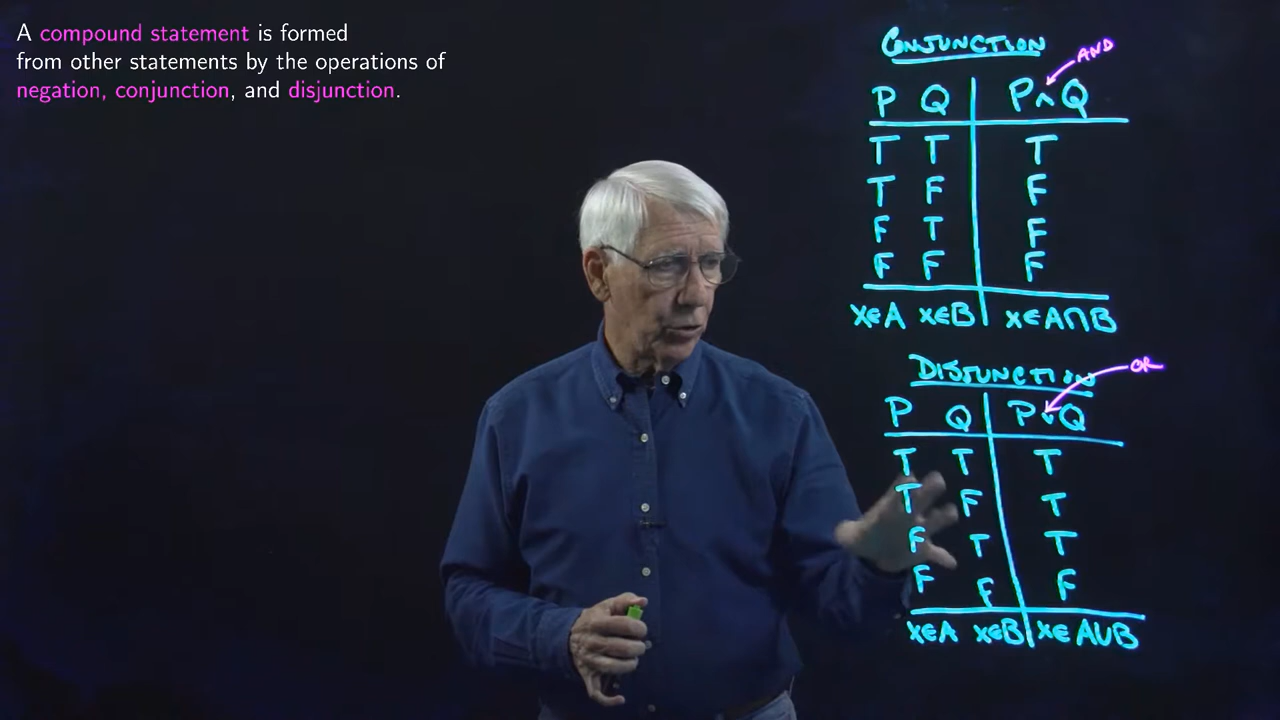 A compound statement is formed
from other statements by the operations of
negation, conjunction, and disjunction.
CONJUNCTION
AND
P Q P∧Q
T T T
T F F
F T F
F F F
x∈A x∈B x∈A∩B
DISJUNCTION
OR
P Q P∨Q
T T T
T F T
F T T
F F F
x∈A x∈B x∈A∪B